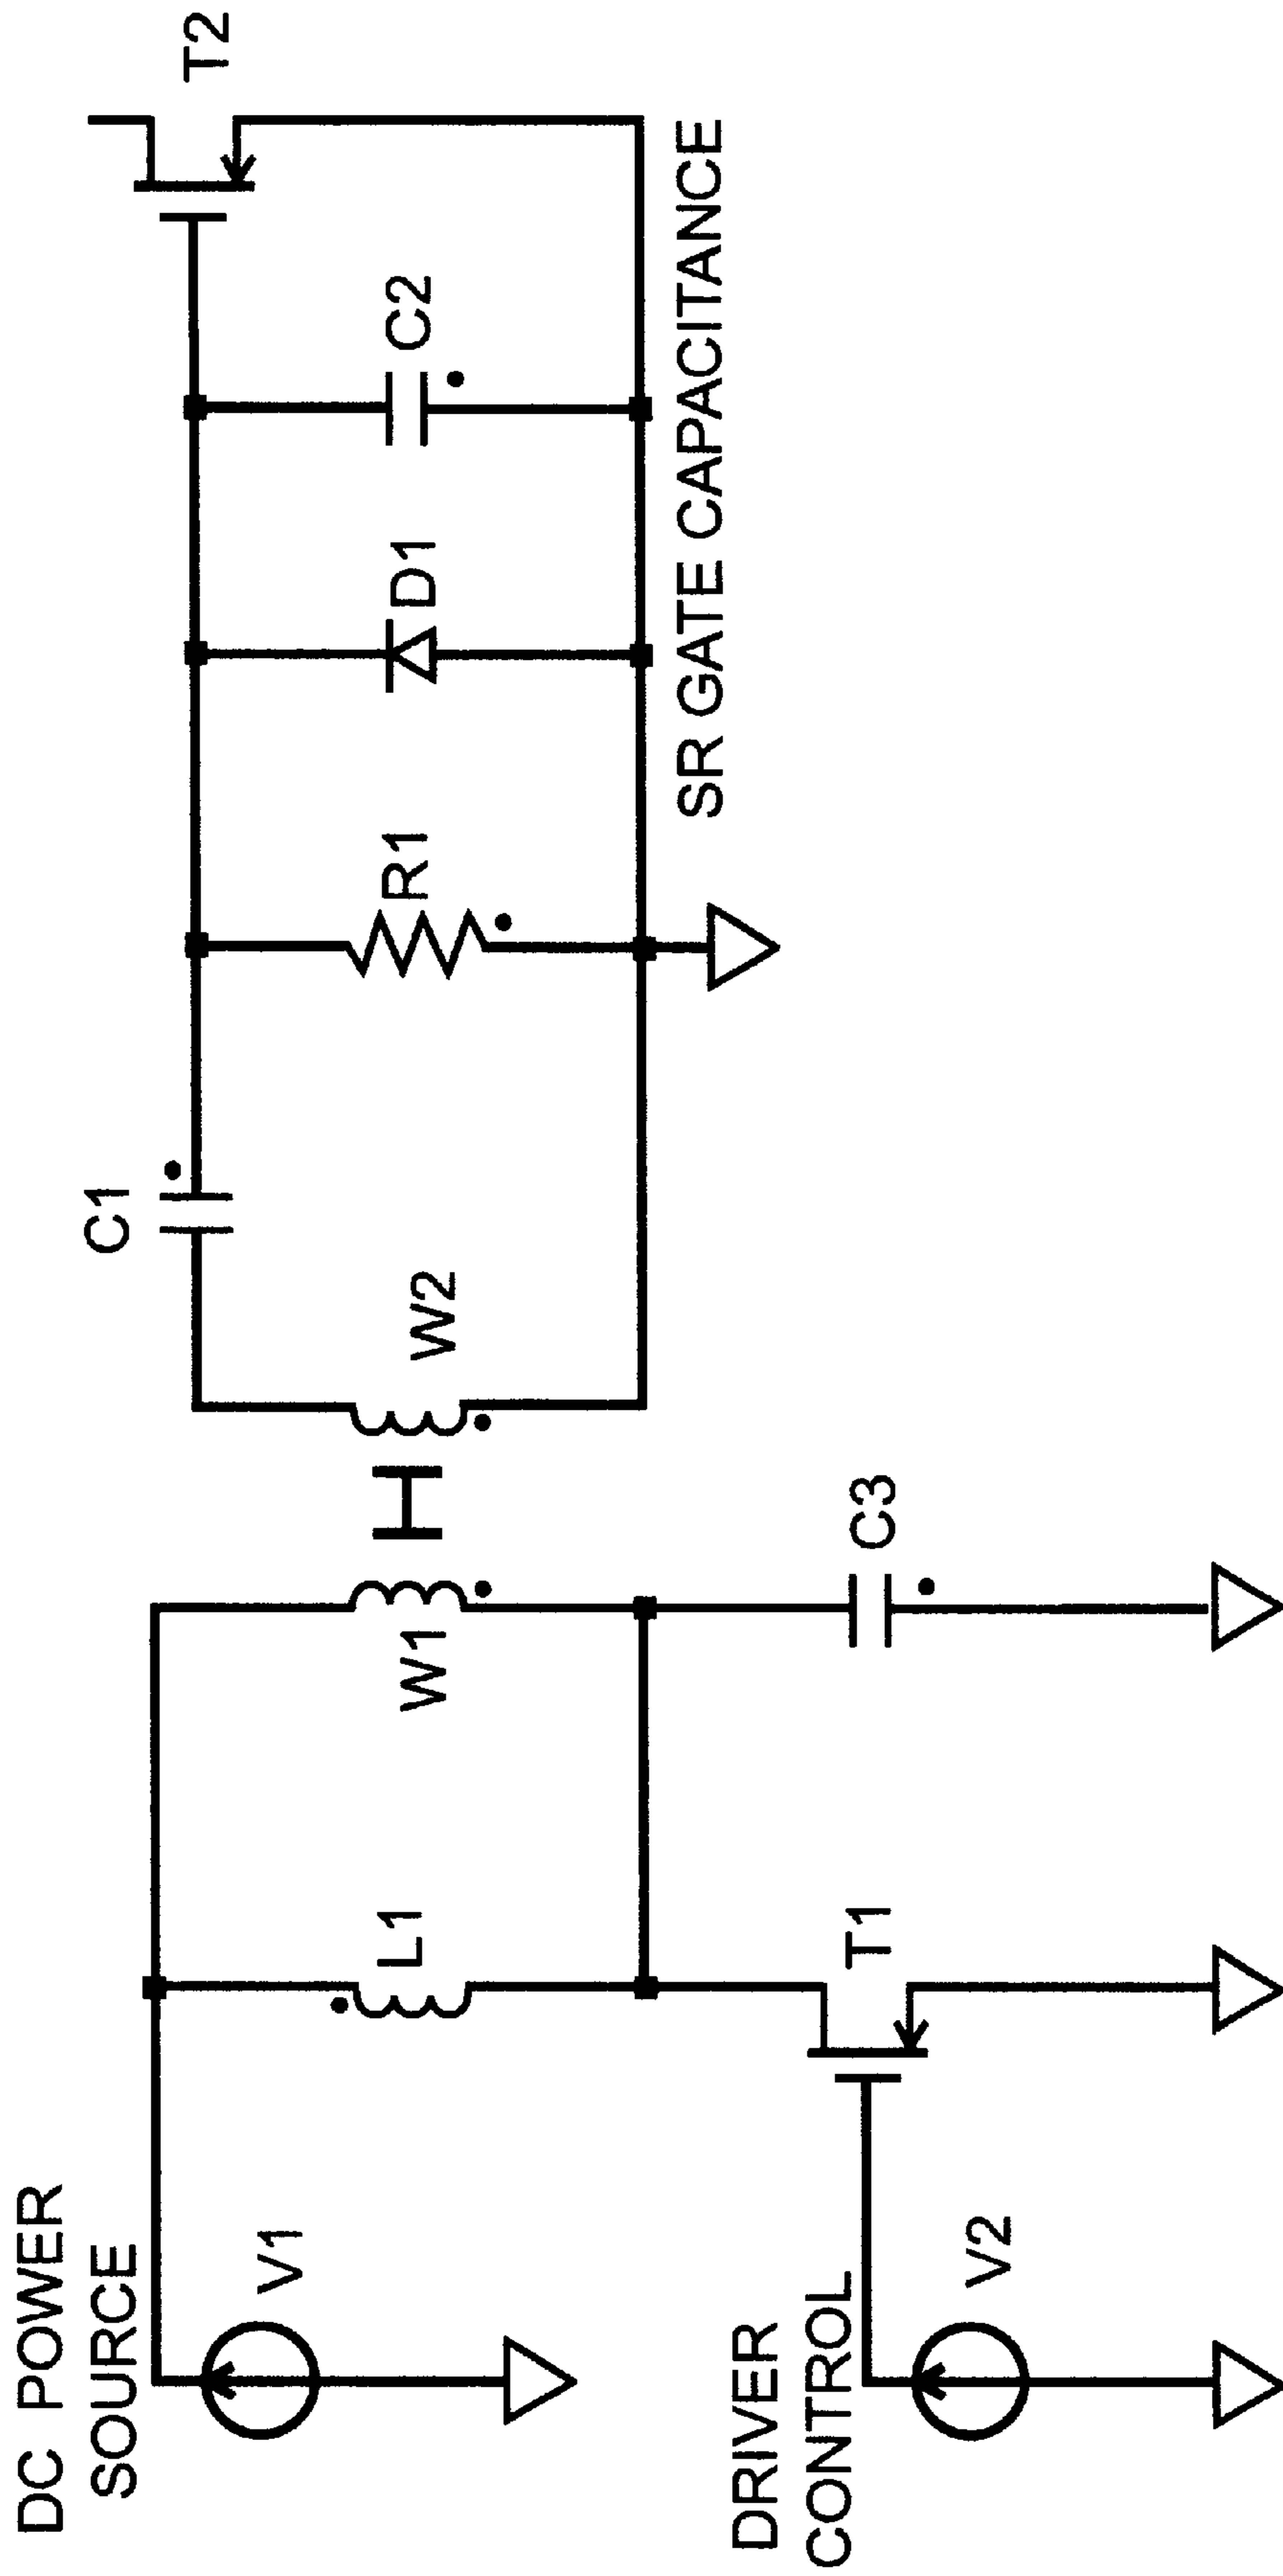 DC POWER
SOURCE
V1
L1
W1
W2
C1
R1
D1
C2
T2
SR GATE CAPACITANCE
DRIVER
CONTROL
V2
T1
C3